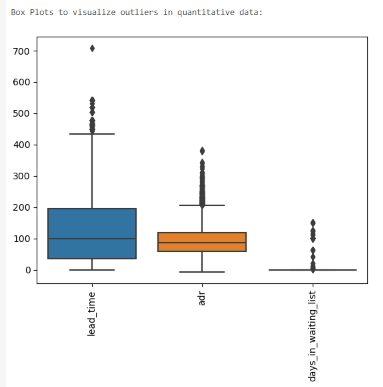 Box Plots to visualize outliers in quantitative data:
700
600
500
400
300
200
100
0
lead_time
adr
days_in_waiting_list